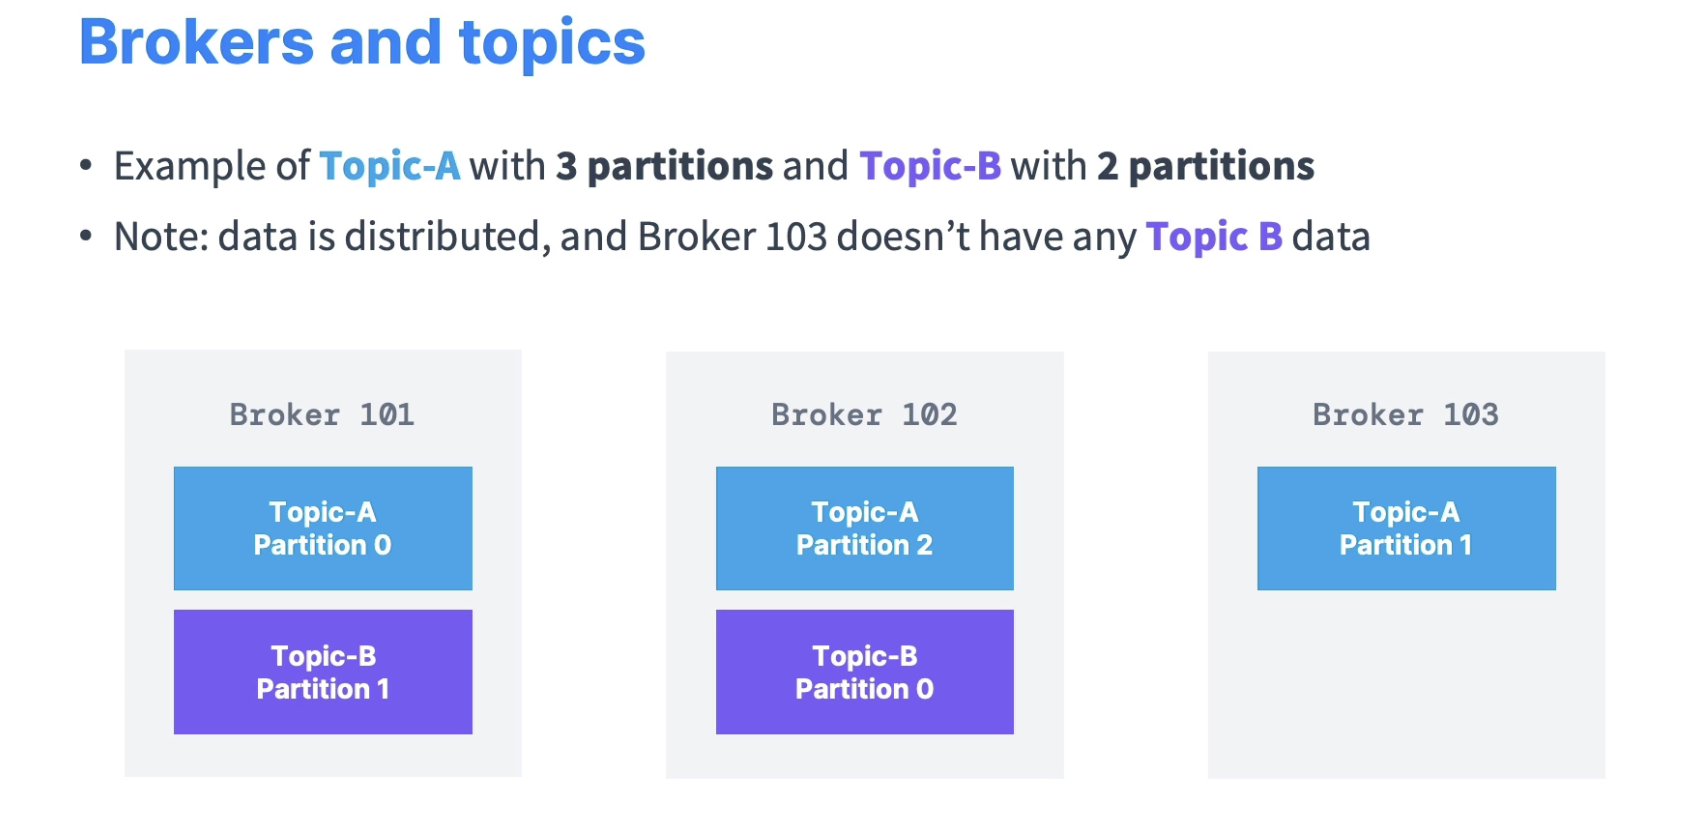 Brokers and topics
• Example of Topic-A with 3 partitions and Topic-B with 2 partitions
• Note: data is distributed, and Broker 103 doesn’t have any Topic B data
Broker 101
Topic-A
Partition 0
Topic-B
Partition 1
Broker 102
Topic-A
Partition 2
Topic-B
Partition 0
Broker 103
Topic-A
Partition 1